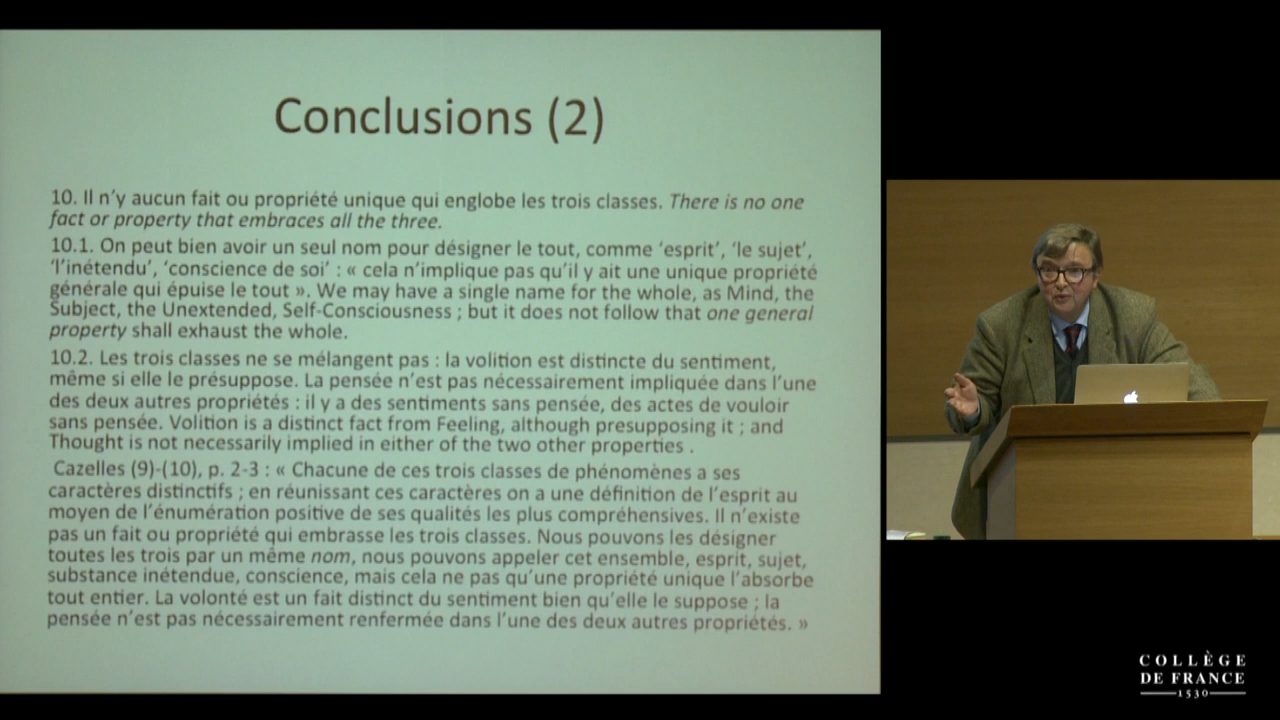 Conclusions (2)
10. Il n'y aucun fait ou propriété unique qui englobe les trois classes. There is no one
fact or property that embraces all the three.
10.1. On peut bien avoir un seul nom pour désigner le tout, comme 'esprit', 'le sujet',
'l'inétendu', 'conscience de soi' : « cela n'implique pas qu'il y ait une unique propriété
générale qui épuise le tout ». We may have a single name for the whole, as Mind, the
Subject, the Unextended, Self-Consciousness ; but it does not follow that one general
property shall exhaust the whole.
10.2. Les trois classes ne se mélangent pas : la volition est distincte du sentiment,
même si elle le présuppose. La pensée n'est pas nécessairement impliquée dans l'une
des deux autres propriétés : il y a des sentiments sans pensée, des actes de vouloir
sans pensée. Volition is a distinct fact from Feeling, although presupposing it ; and
Thought is not necessarily implied in either of the two other properties .
Cazelles (9)-(10), p. 2-3 : « Chacune de ces trois classes de phénomènes a ses
caractères distinctifs ; en réunissant ces caractères on a une définition de l'esprit au
moyen de l'énumération positive de ses qualités les plus compréhensives. Il n'existe
pas un fait ou propriété qui embrasse les trois classes. Nous pouvons les désigner
toutes les trois par un même nom, nous pouvons appeler cet ensemble, esprit, sujet,
substance inétendue, conscience, mais cela ne pas qu'une propriété unique l'absorbe
tout entier. La volonté est un fait distinct du sentiment bien qu'elle le suppose ; la
pensée n'est pas nécessairement renfermée dans l'une des deux autres propriétés. »
COLLÈGE
DE FRANCE
1530